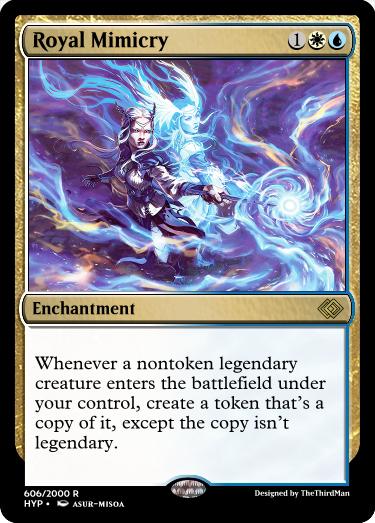 Royal Mimicry 1
Enchantment
Whenever a nontoken legendary
creature enters the battlefield under
your control, create a token that's a
copy of it, except the copy isn't
legendary.
606/2000 R
HYP • ASUR-MISOA
Designed by TheThirdMan